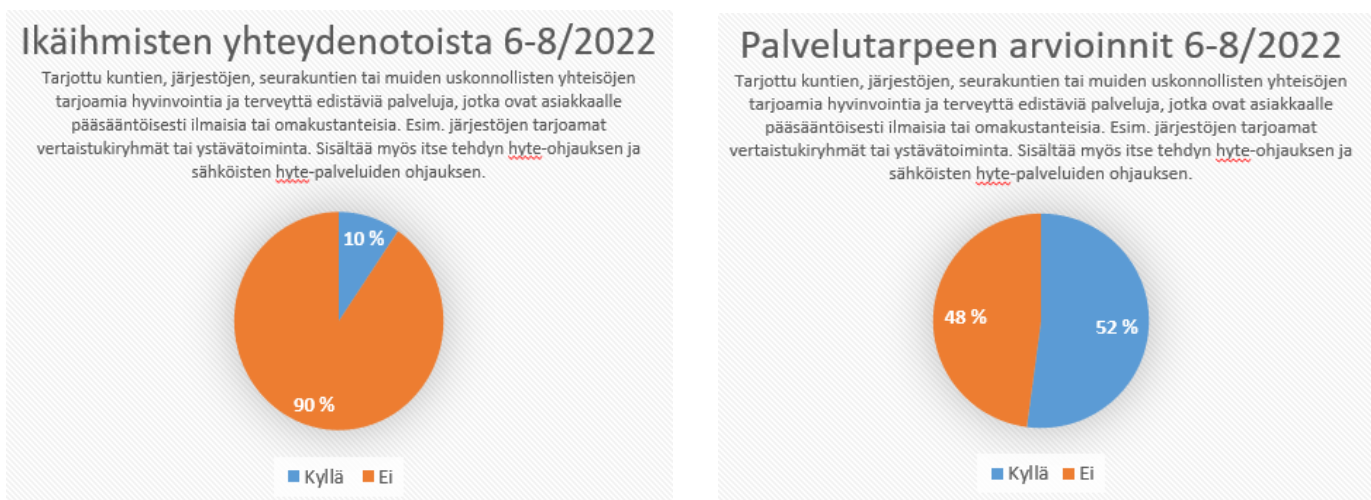 Ikäihmisten yhteydenotoista 6-8/2022
Tarjottu kuntien, järjestöjen, seurakuntien tai muiden uskonnollisten yhteisöjen
tarjoamia hyvinvointia ja terveyttä edistäviä palveluja, jotka ovat asiakkaalle
pääsääntöisesti ilmaisia tai omakustanteisia. Esim. järjestöjen tarjoamat
vertaistukiryhmät tai ystävätoiminta. Sisältää myös itse tehdyn hyte-ohjauksen ja
sähköisten hyte-palveluiden ohjauksen.
10 %
90 %
Kyllä Ei
Palvelutarpeen arvioinnit 6-8/2022
Tarjottu kuntien, järjestöjen, seurakuntien tai muiden uskonnollisten yhteisöjen
tarjoamia hyvinvointia ja terveyttä edistäviä palveluja, jotka ovat asiakkaalle
pääsääntöisesti ilmaisia tai omakustanteisia. Esim. järjestöjen tarjoamat
vertaistukiryhmät tai ystävätoiminta. Sisältää myös itse tehdyn hyte-ohjauksen ja
sähköisten hyte-palveluiden ohjauksen.
48 %
52 %
Kyllä Ei